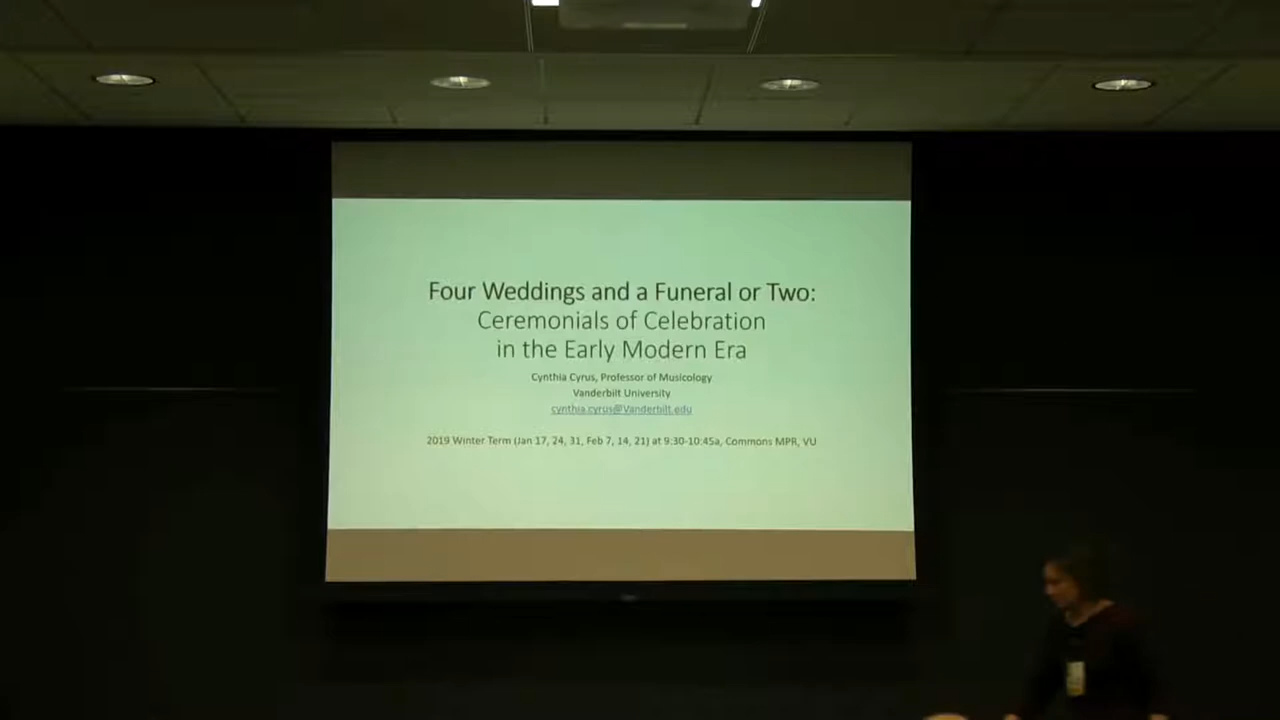 Four Weddings and a Funeral or Two:
Ceremonials of Celebration
in the Early Modern Era
Cynthia Cyrus, Professor of Musicology
Vanderbilt University
cynthia.cyrus@Vanderbilt.edu
2019 Winter Term (Jan 17, 24, 31, Feb 7, 14, 21) at 9:30-10:45a, Commons MPR, VU